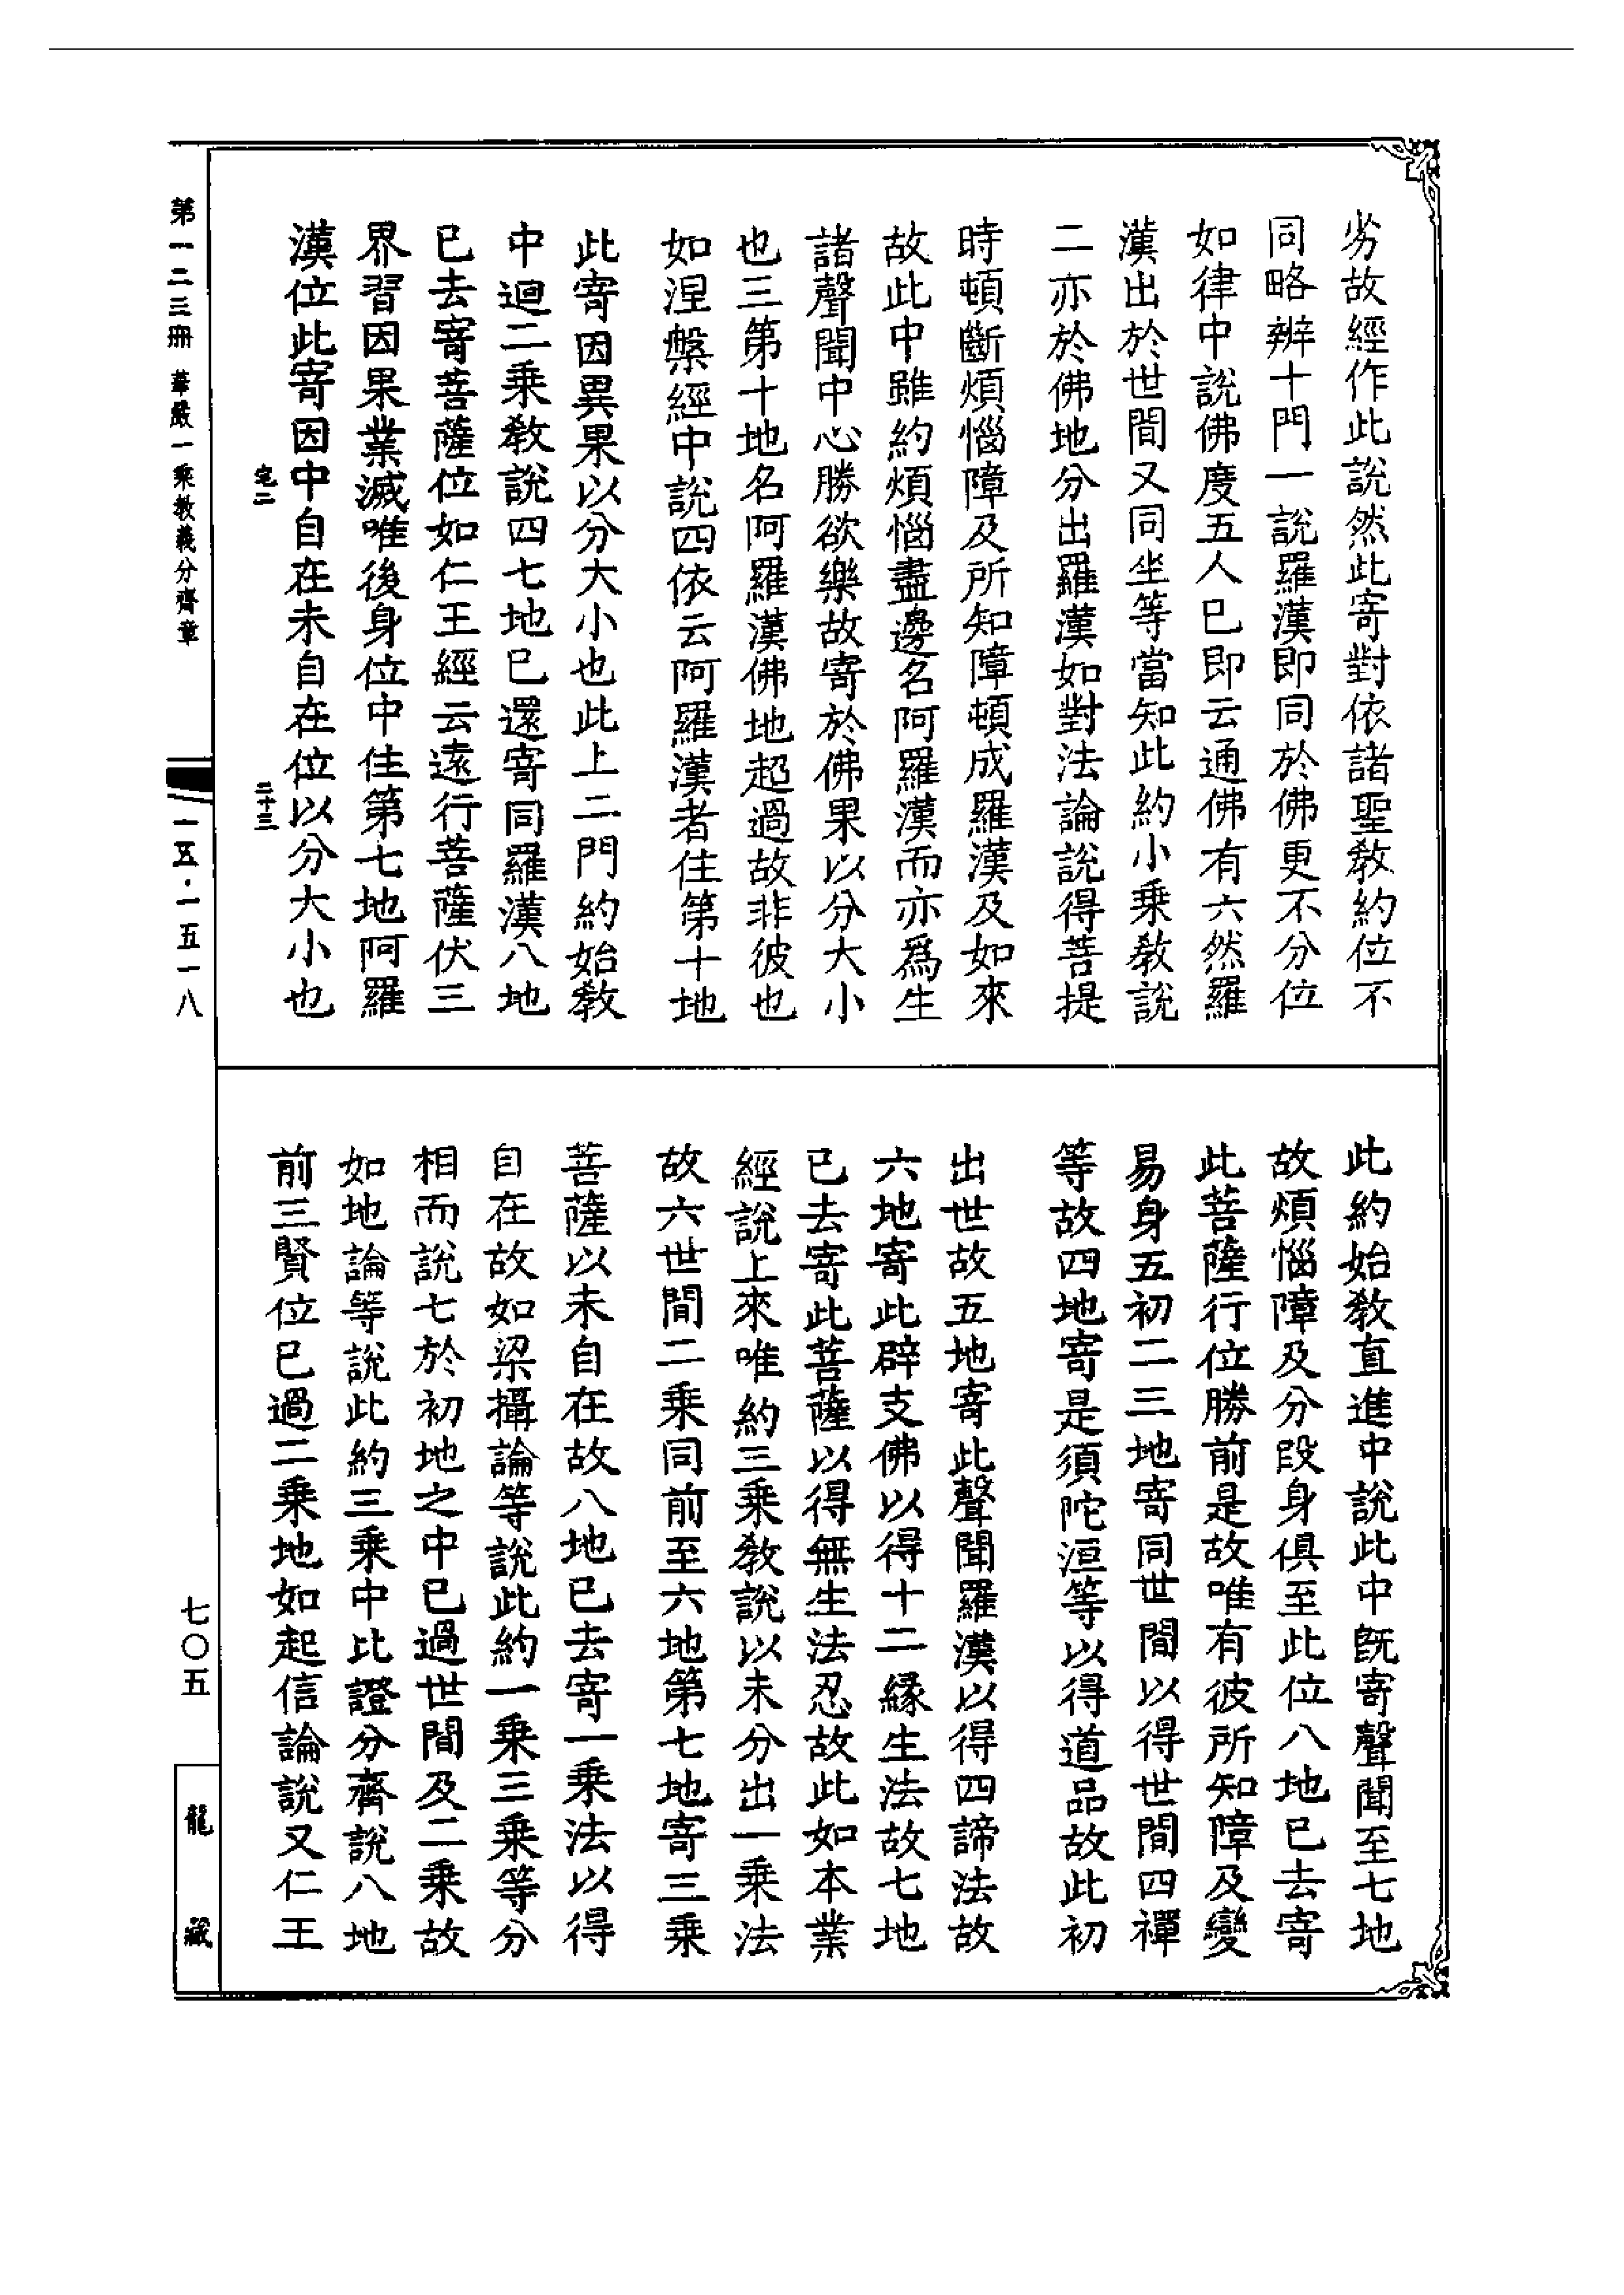 劣故經作此說然此寄對依諸聖教約位不
同略辨十門一說羅漢即同於佛更不分位
如律中說佛度五人已即云通佛有六然羅
漢出於世間又同坐等當知此約小乘教說
二亦於佛地分出羅漢如對法論說得菩提
時頓斷煩惱障及所知障頓成羅漢及如來
故此中雖約煩惱盡邊名阿羅漢而亦爲生
諸聲聞中心勝欲樂故寄於佛果以分大小
也三第十地名阿羅漢佛地超過故非彼也
如涅槃經中說四依云阿羅漢者住第十地
此寄因異果以分大小也此上二門約始教
中迴二乘教說四七地已還寄同羅漢八地
已去寄菩薩位如仁王經云遠行菩薩伏三
界習因果業滅唯後身位中住第七地阿羅
漢位此寄因中自在未自在位以分大小也
宅二
二十三
此約始教直進中說此中旣寄聲聞至七地
故煩惱障及分段身俱至此位八地已去寄
此菩薩行位勝前是故唯有彼所知障及變
易身五初二三地寄同世間以得世間四禪
等故四地寄是須陀洹等以得道品故此初
出世故五地寄此聲聞羅漢以得四諦法故
六地寄此辟支佛以得十二緣生法故七地
已去寄此菩薩以得無生法忍故此如本業
經說上來唯約三乘教說以未分出一乘法
故六世間二乘同前至六地第七地寄三乘
菩薩以未自在故八地已去寄一乘法以得
自在故如梁攝論等說此約一乘三乘等分
相而說七於初地之中已過世間及二乘故
如地論等說此約三乘中比證分齊說八地
前三賢位已過二乘地如起信論說又仁王
第一二三冊 華嚴一乘教義分齊章
一五·一五一八
七〇五
龍藏